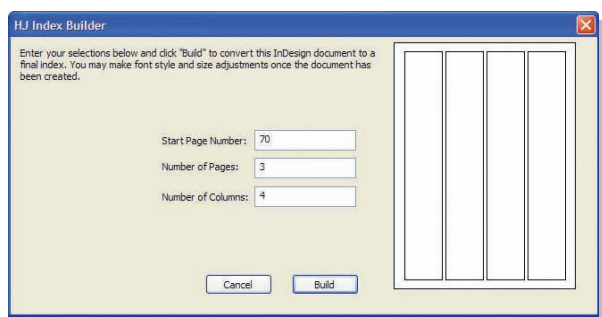 HJ Index Builder
Enter your selections below and click "Build" to convert this InDesign document to a
final index. You may make font style and size adjustments once the document has
been created.
Start Page Number: 70
Number of Pages: 3
Number of Columns: 4
Cancel Build